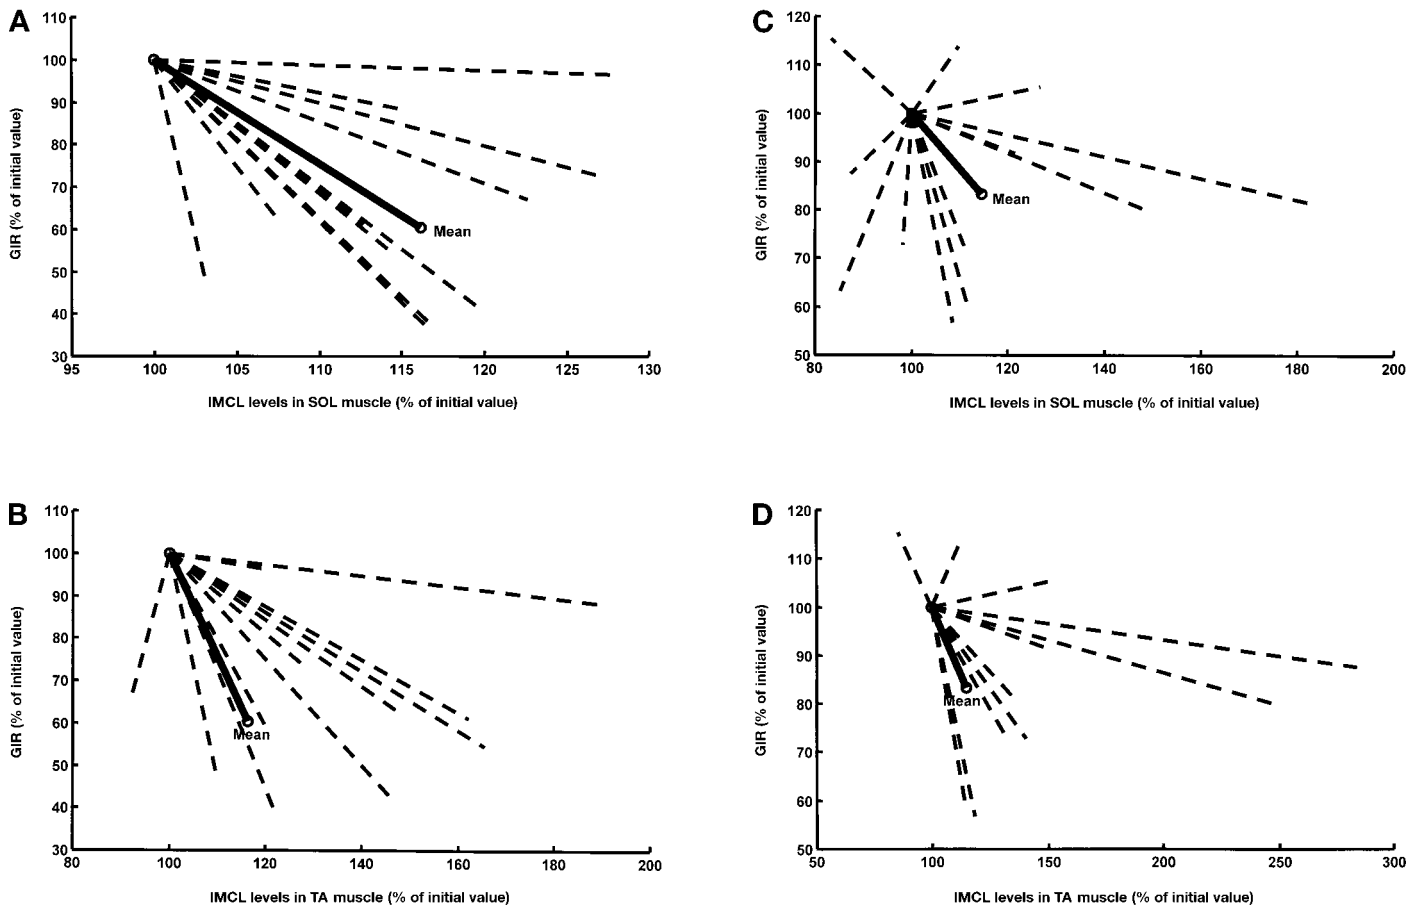 A
GIR (% of initial value)
110
100
90
80
70
60
50
40
30
Mean
95 100 105 110 115 120 125 130
IMCL levels in SOL muscle (% of initial value)
C
GIR (% of initial value)
120
110
100
90
80
70
60
50
Mean
80 100 120 140 160 180 200
IMCL levels in SOL muscle (% of initial value)
B
GIR (% of initial value)
110
100
90
80
70
60
50
40
30
Mean
80 100 120 140 160 180 200
IMCL levels in TA muscle (% of initial value)
D
GIR (% of initial value)
120
110
100
90
80
70
60
50
Mean
50 100 150 200 250 300
IMCL levels in TA muscle (% of initial value)